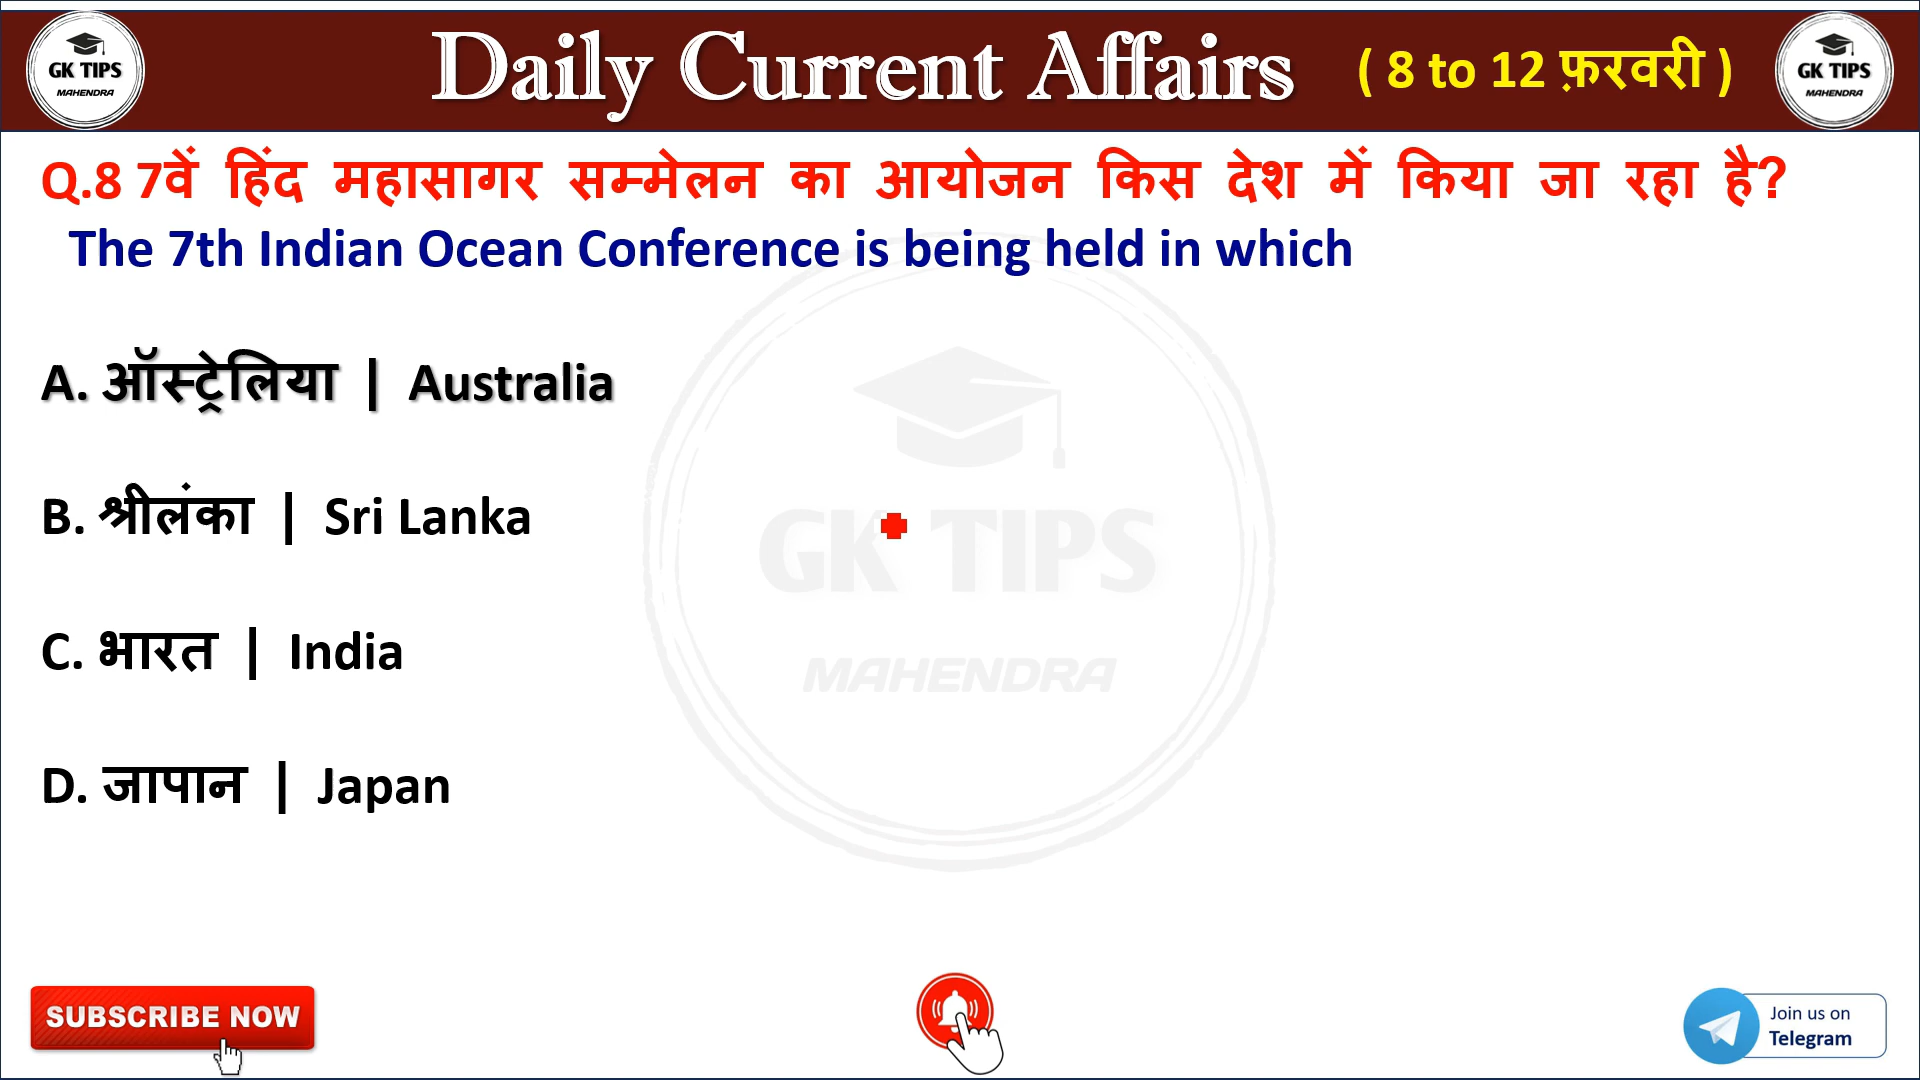 GK TIPS
MAHENDRA
Daily Current Affairs
( 8 to 12 फ़रवरी )
GK TIPS
MAHENDRA
Q.8 7वें हिंद महासागर सम्मेलन का आयोजन किस देश में किया जा रहा है?
The 7th Indian Ocean Conference is being held in which
A. ऑस्ट्रेलिया | Australia
B. श्रीलंका | Sri Lanka
GK TIPS
C. भारत | India
MAHENDRA
D. जापान | Japan
SUBSCRIBE NOW
Join us on
Telegram